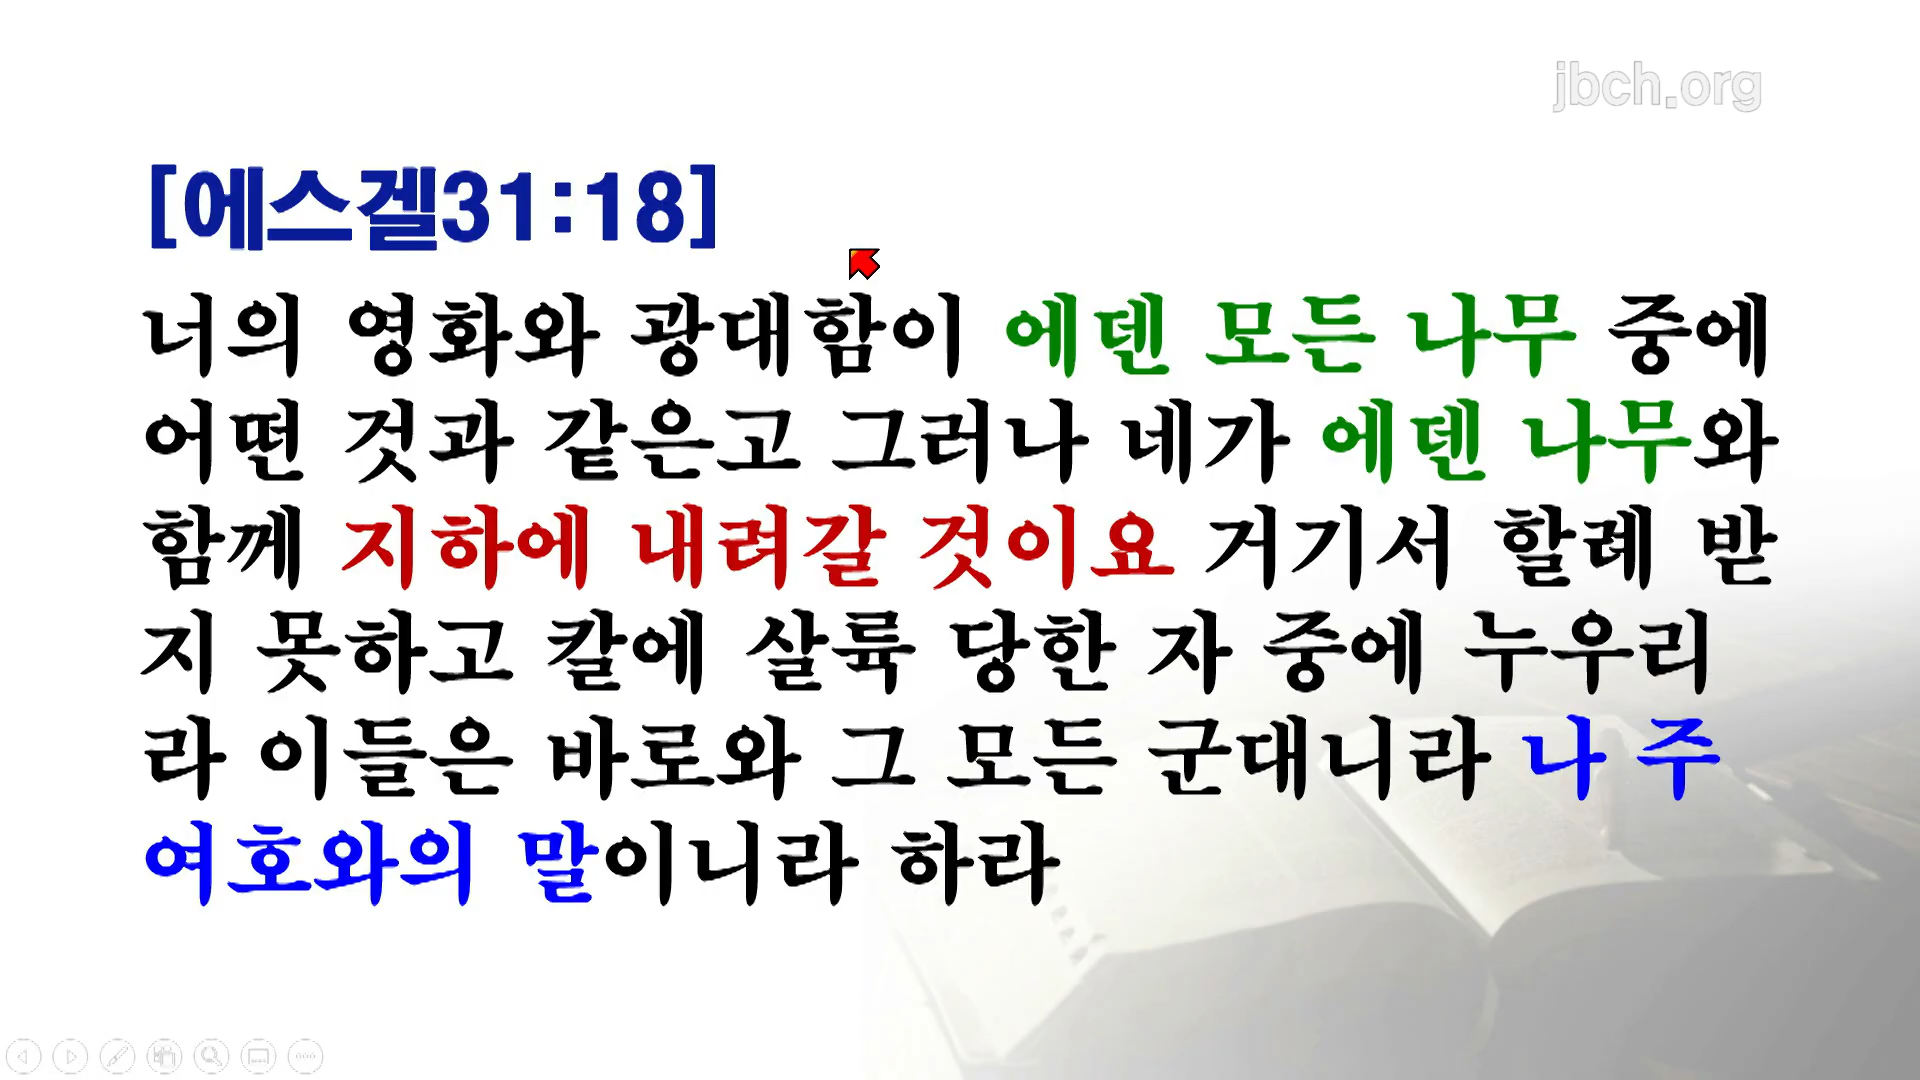 jbch.org
[에스겔31:18]
너의 영화와 광대함이 에덴 모든 나무 중에
어떤 것과 같은고 그러나 네가 에덴 나무와
함께 지하에 내려갈 것이요 거기서 할례 받
지 못하고 칼에 살륙 당한 자 중에 누우리
라 이들은 바로와 그 모든 군대니라 나 주
여호와의 말이니라 하라